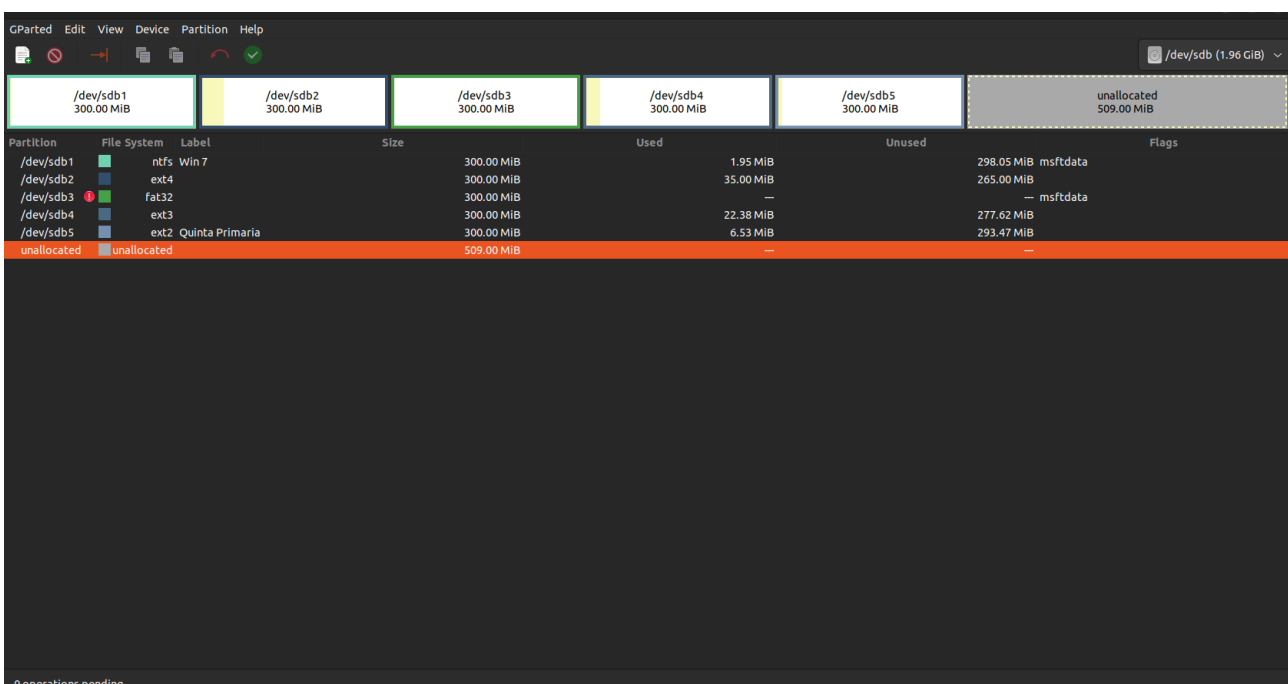 GParted Edit View Device Partition Help
/dev/sdb (1.96 GiB)
/dev/sdb1 /dev/sdb2 /dev/sdb3 /dev/sdb4 /dev/sdb5 unallocated
300.00 MiB 300.00 MiB 300.00 MiB 300.00 MiB 300.00 MiB 509.00 MiB
Partition File System Label Size Used Unused Flags
/dev/sdb1 ntfs Win 7 300.00 MiB 1.95 MiB 298.05 MiB msftdata
/dev/sdb2 ext4 300.00 MiB 35.00 MiB 265.00 MiB
/dev/sdb3 fat32 300.00 MiB — — msftdata
/dev/sdb4 ext3 300.00 MiB 22.38 MiB 277.62 MiB
/dev/sdb5 ext2 Quinta Primaria 300.00 MiB 6.53 MiB 293.47 MiB
unallocated unallocated 509.00 MiB — —
0 operations pending